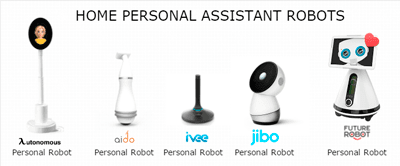 HOME PERSONAL ASSISTANT ROBOTS
Autonomous
Personal Robot
aido
Personal Robot
ivee
Personal Robot
jibo
Personal Robot
FUTURE
ROBOT
Personal Robot